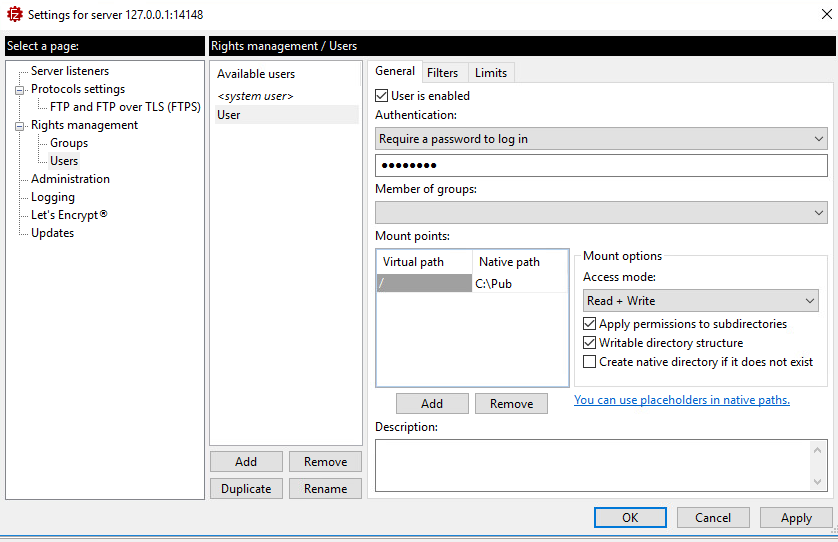 Settings for server 127.0.0.1:14148
Select a page:
Server listeners
Protocols settings
FTP and FTP over TLS (FTPS)
Rights management
Groups
Users
Administration
Logging
Let's Encrypt®
Updates
Rights management / Users
Available users
<system user>
User
Add
Remove
Duplicate
Rename
General
Filters
Limits
User is enabled
Authentication:
Require a password to log in
●●●●●●●●
Member of groups:
Mount points:
Virtual path
Native path
/
C:\Pub
Add
Remove
Mount options
Access mode:
Read + Write
Apply permissions to subdirectories
Writable directory structure
Create native directory if it does not exist
You can use placeholders in native paths.
Description:
OK
Cancel
Apply